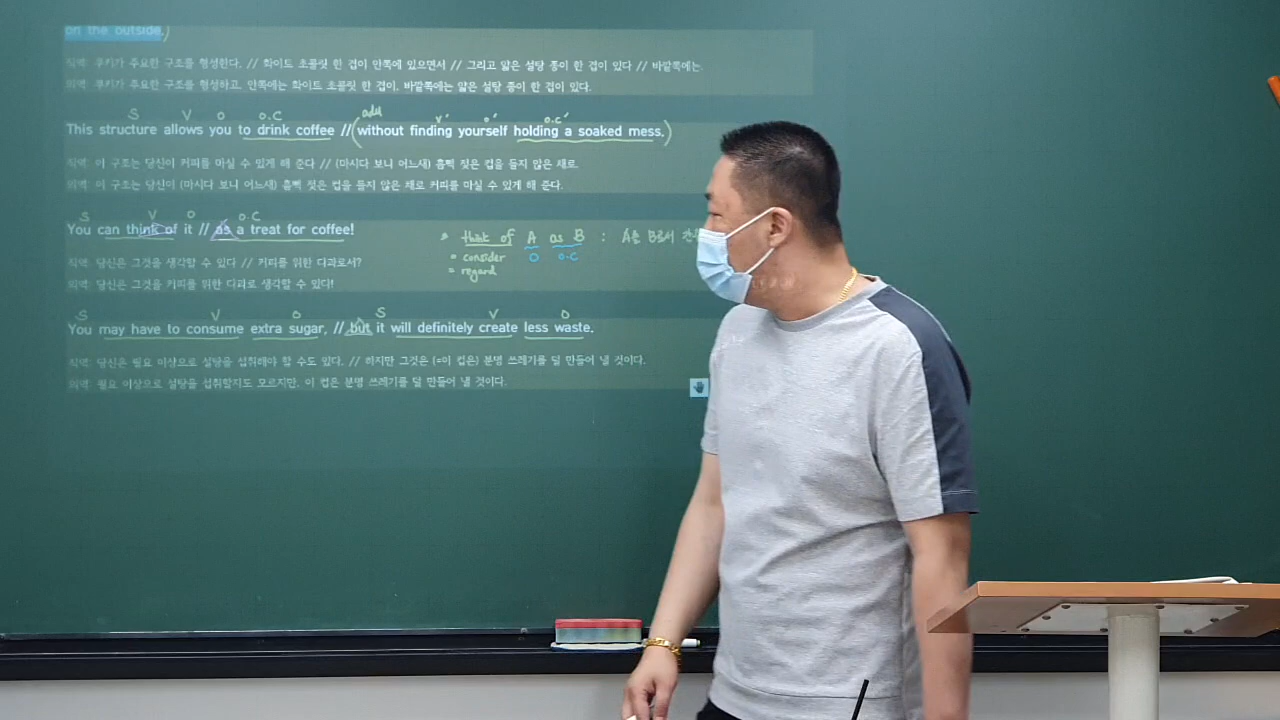 on the outside.)
직역: 쿠키가 주요한 구조를 형성한다. // 화이트 초콜릿 한 겹이 안쪽에 있으면서 // 그리고 얇은 설탕 종이 한 겹이 있다 // 바깥쪽에는.
의역: 쿠키가 주요한 구조를 형성하고, 안쪽에는 화이트 초콜릿 한 겹이, 바깥쪽에는 얇은 설탕 종이 한 겹이 있다.
S V O o.C v' o' o.c'
This structure allows you to drink coffee //(without finding yourself holding a soaked mess.)
직역: 이 구조는 당신이 커피를 마실 수 있게 해 준다 // (마시다 보니 어느새) 흠뻑 젖은 컵을 들지 않은 채로.
의역: 이 구조는 당신이 (마시다 보니 어느새) 흠뻑 젖은 컵을 들지 않은 채로 커피를 마실 수 있게 해 준다.
S V O o.C
You can think of it // as a treat for coffee!
think of A as B : A를 B로서
= consider O o.c
= regard
직역: 당신은 그것을 생각할 수 있다 // 커피를 위한 다과로서?
의역: 당신은 그것을 커피를 위한 다과로 생각할 수 있다!
S V O S V O
You may have to consume extra sugar, // but it will definitely create less waste.
직역: 당신은 필요 이상으로 설탕을 섭취해야 할 수도 있다. // 하지만 그것은 (=이 컵은) 분명 쓰레기를 덜 만들어 낼 것이다.
의역: 필요 이상으로 설탕을 섭취할지도 모르지만, 이 컵은 분명 쓰레기를 덜 만들어 낼 것이다.